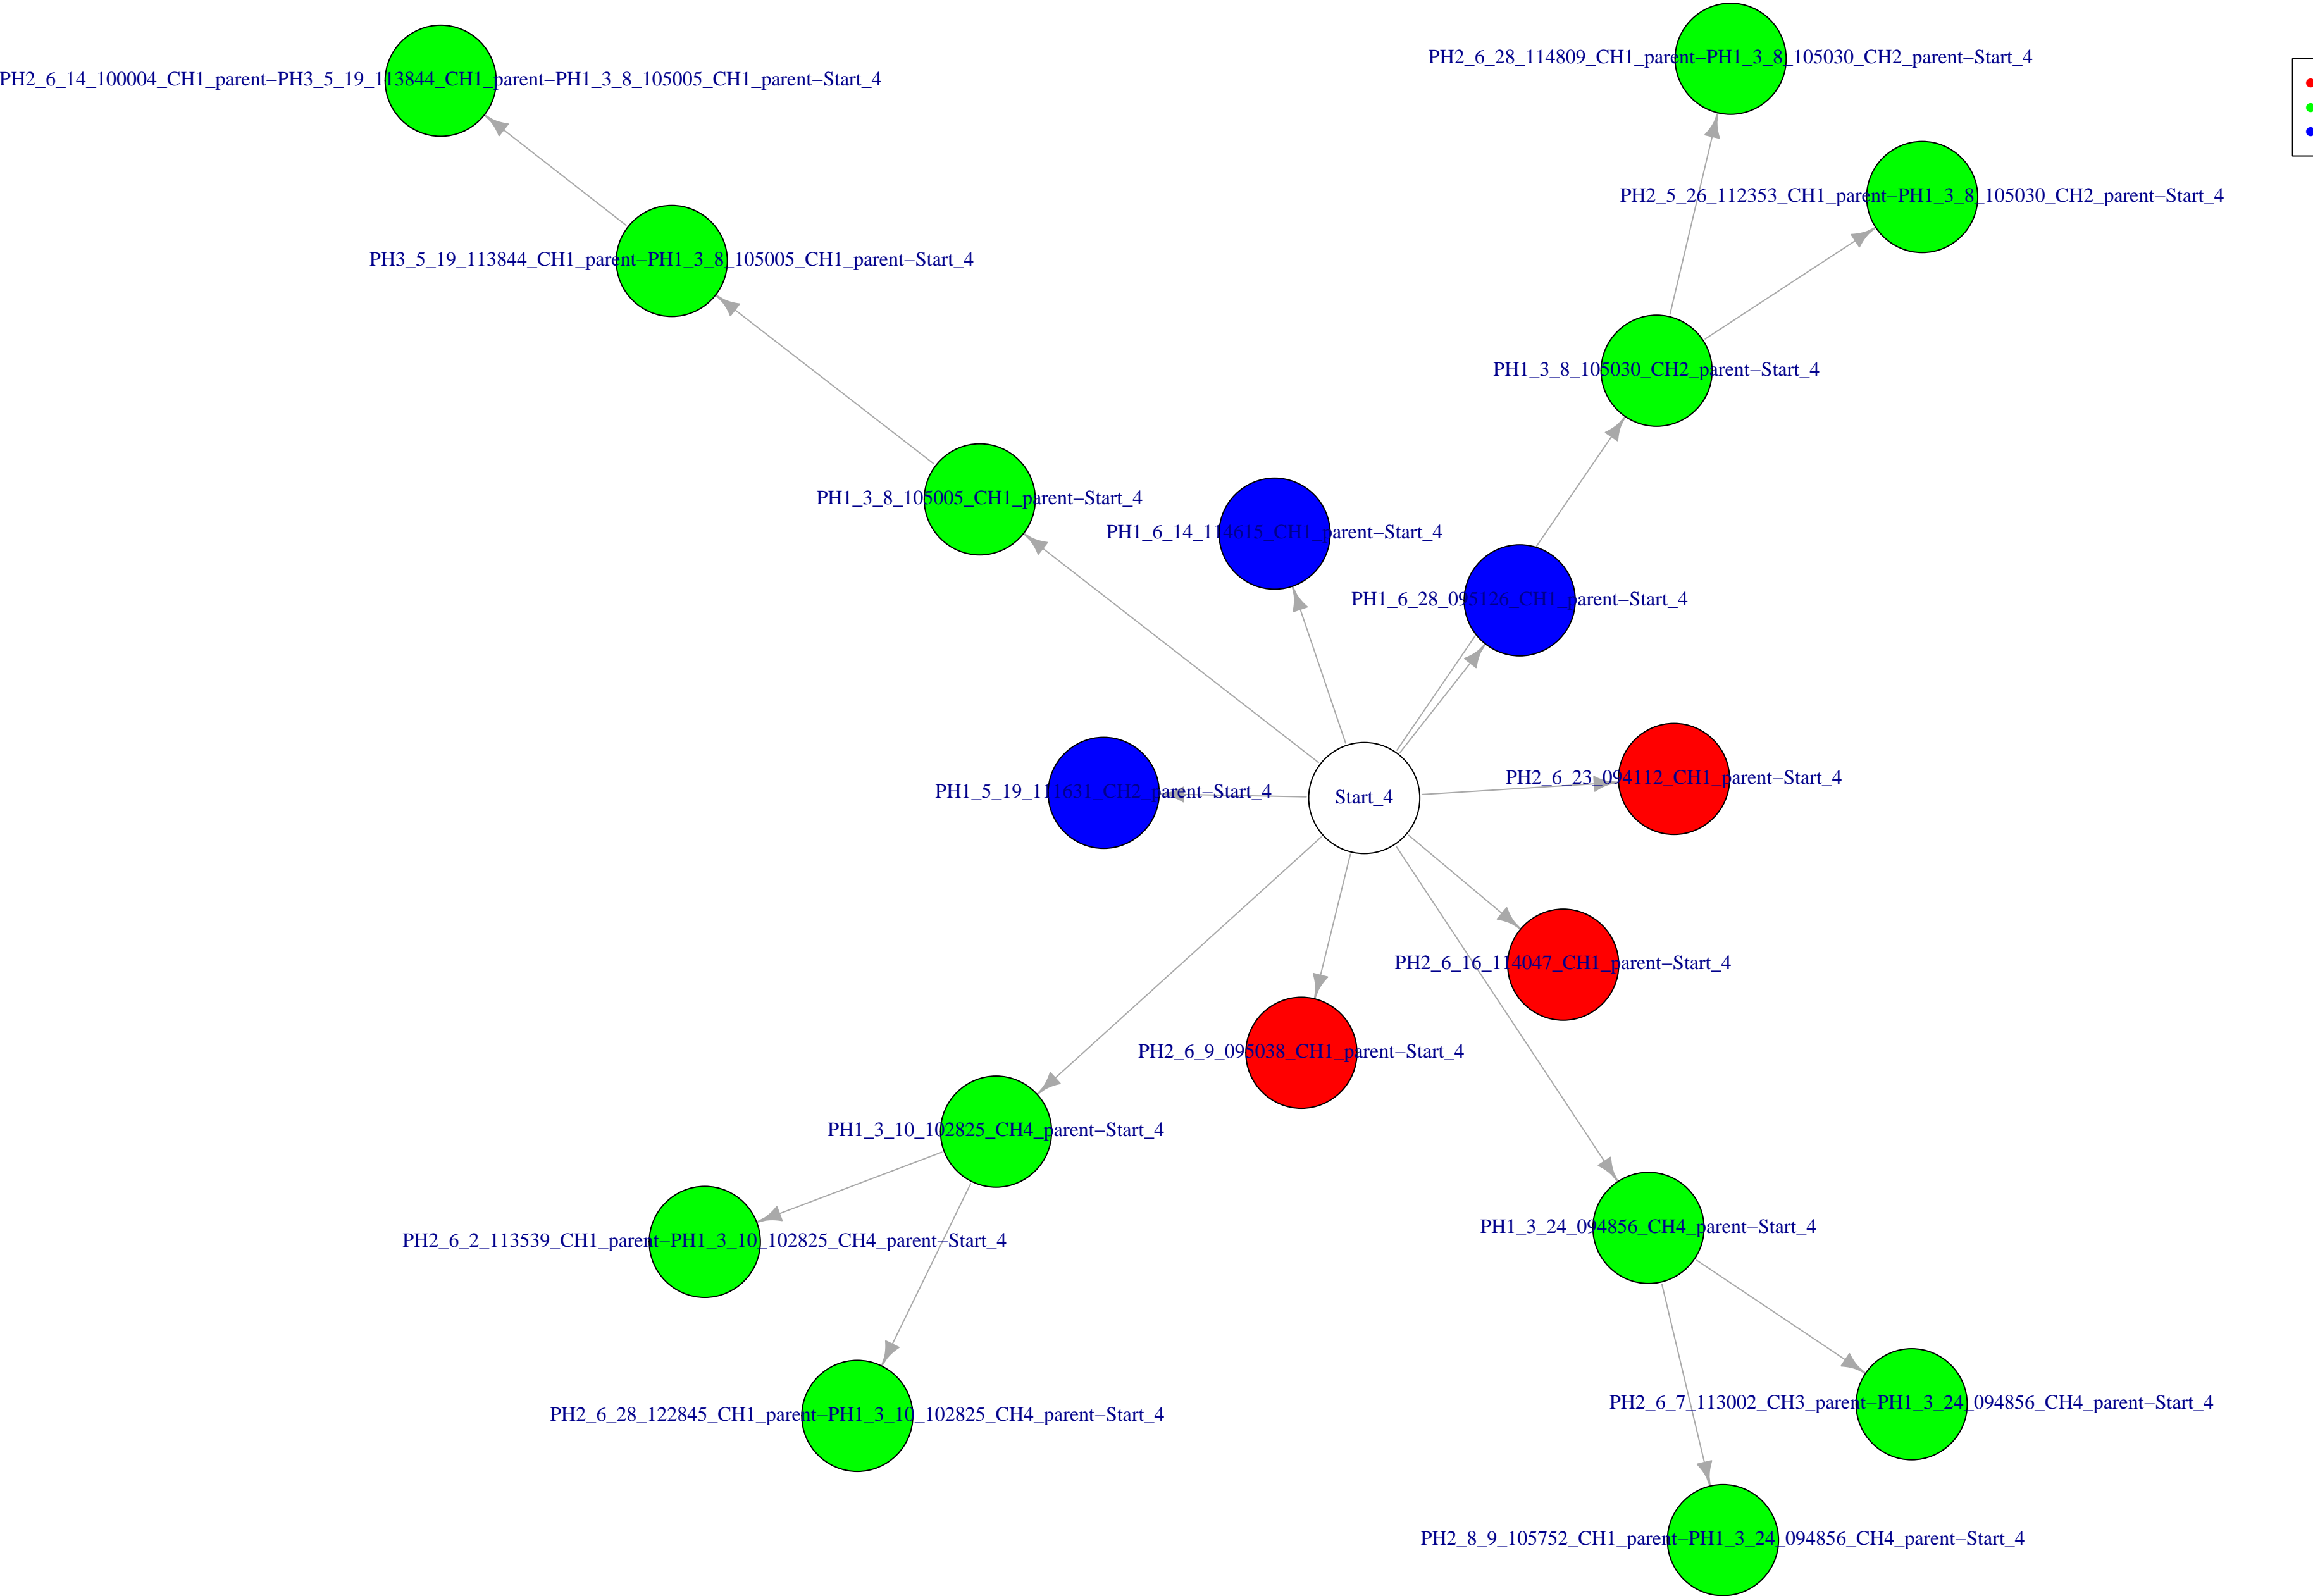 PH2_6_28_114809_CH1_parent−PH1_3_8_105030_CH2_parent−Start_4
PH2_6_14_100004_CH1_parent−PH3_5_19_113844_CH1_parent−PH1_3_8_105005_CH1_parent−Start_4
PH2_5_26_112353_CH1_parent−PH1_3_8_105030_CH2_parent−Start_4
PH3_5_19_113844_CH1_parent−PH1_3_8_105005_CH1_parent−Start_4
PH1_3_8_105030_CH2_parent−Start_4
PH1_3_8_105005_CH1_parent−Start_4
PH1_6_14_114615_CH1_parent−Start_4
PH1_6_28_095126_CH1_parent−Start_4
PH2_6_23_094112_CH1_parent−Start_4
PH1_5_19_111631_CH2_parent−Start_4
Start_4
PH2_6_16_114047_CH1_parent−Start_4
PH2_6_9_095038_CH1_parent−Start_4
PH1_3_10_102825_CH4_parent−Start_4
PH1_3_24_094856_CH4_parent−Start_4
PH2_6_2_113539_CH1_parent−PH1_3_10_102825_CH4_parent−Start_4
PH2_6_7_113002_CH3_parent−PH1_3_24_094856_CH4_parent−Start_4
PH2_6_28_122845_CH1_parent−PH1_3_10_102825_CH4_parent−Start_4
PH2_8_9_105752_CH1_parent−PH1_3_24_094856_CH4_parent−Start_4